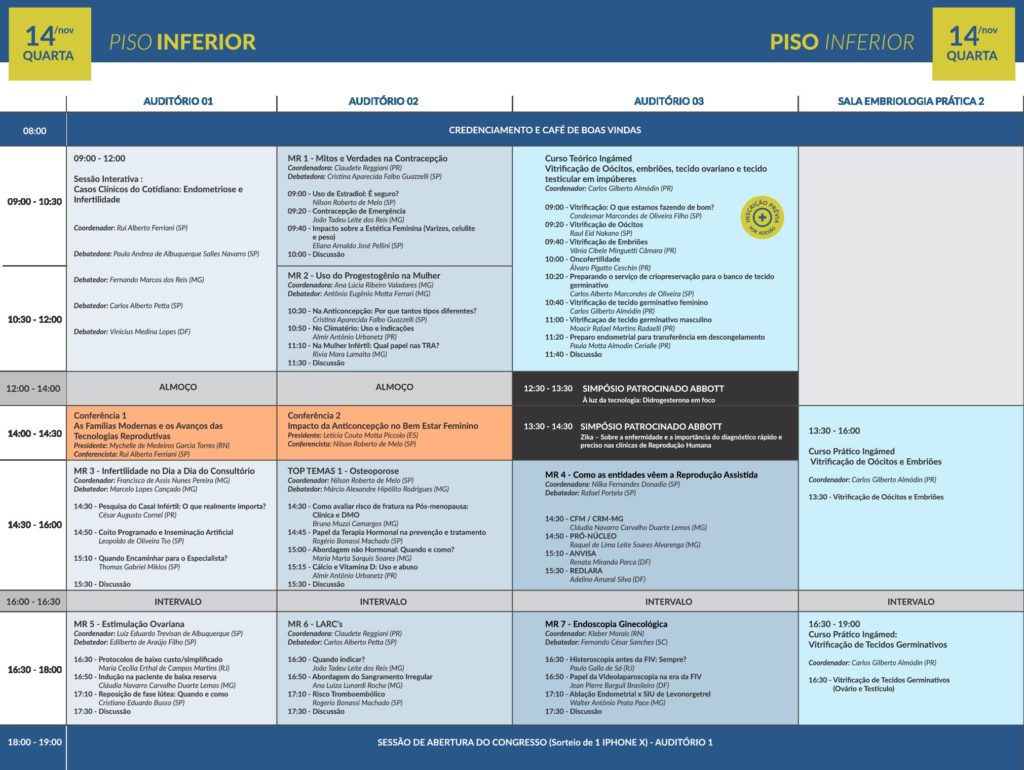 14/nov
QUARTA
PISO INFERIOR
PISO INFERIOR
14/nov
QUARTA
AUDITÓRIO 01
AUDITÓRIO 02
AUDITÓRIO 03
SALA EMBRIOLOGIA PRÁTICA 2
08:00
CREDENCIAMENTO E CAFÉ DE BOAS VINDAS
09:00 - 10:30
10:30 - 12:00
09:00 - 12:00
Sessão Interativa :
Casos Clínicos do Cotidiano: Endometriose e
Infertilidade
Coordenador: Rui Alberto Ferriani (SP)
Debatedora: Paula Andrea de Albuquerque Salles Navarro (SP)
Debatedor: Fernando Marcos dos Reis (MG)
Debatedor: Carlos Alberto Petta (SP)
Debatedor: Vinicius Medina Lopes (DF)
MR 1 - Mitos e Verdades na Contracepção
Coordenadora: Claudete Reggiani (PR)
Debatedora: Cristina Aparecida Falbo Guazzelli (SP)
09:00 - Uso de Estradiol: É seguro?
Nilson Roberto de Melo (SP)
09:20 - Contracepção de Emergência
João Tadeu Leite dos Reis (MG)
09:40 - Impacto sobre a Estética Feminina (Varizes, celulite
e peso)
Eliano Arnaldo José Pellini (SP)
10:00 - Discussão
MR 2 - Uso do Progestogênio na Mulher
Coordenadora: Ana Lúcia Ribeiro Valadares (MG)
Debatedor: Antônio Eugênio Motta Ferrari (MG)
10:30 - Na Anticoncepção: Por que tantos tipos diferentes?
Cristina Aparecida Falbo Guazzelli (SP)
10:50 - No Climatério: Uso e indicações
Almir Antônio Urbanetz (PR)
11:10 - Na Mulher Infértil: Qual papel nas TRA?
Rívia Mara Lamaita (MG)
11:30 - Discussão
Curso Teórico Ingámed
Vitrificação de Oócitos, embriões, tecido ovariano e tecido
testicular em impúberes
Coordenador: Carlos Gilberto Almódin (PR)
INSCRIÇÃO PRÉVIA
POR ADESÃO
09:00 - Vitrificação: O que estamos fazendo de bom?
Condesmar Marcondes de Oliveira Filho (SP)
09:20 - Vitrificação de Oócitos
Raul Eid Nakano (SP)
09:40 - Vitrificação de Embriões
Vânia Cibele Minguetti Câmara (PR)
10:00 - Oncofertilidade
Álvaro Pigatto Ceschin (PR)
10:20 - Preparando o serviço de criopreservação para o banco de tecido
germinativo
Carlos Alberto Marcondes de Oliveira (SP)
10:40 - Vitrificação de tecido germinativo feminino
Carlos Gilberto Almódin (PR)
11:00 - Vitrificaçao de tecido germinativo masculino
Moacir Rafael Martins Radaelli (PR)
11:20 - Preparo endometrial para transferência em descongelamento
Paula Motta Almodin Cerialle (PR)
11:40 - Discussão
12:00 - 14:00
ALMOÇO
ALMOÇO
12:30 - 13:30 SIMPÓSIO PATROCINADO ABBOTT
À luz da tecnologia: Didrogesterona em foco
14:00 - 14:30
Conferência 1
As Famílias Modernas e os Avanços das
Tecnologias Reprodutivas
Presidente: Mychelle de Medeiros Garcia Torres (RN)
Conferencista: Rui Alberto Ferriani (SP)
Conferência 2
Impacto da Anticoncepção no Bem Estar Feminino
Presidente: Letícia Couto Motta Piccolo (ES)
Conferencista: Nilson Roberto de Melo (SP)
13:30 - 14:30 SIMPÓSIO PATROCINADO ABBOTT
Zika – Sobre a enfermidade e a importância do diagnóstico rápido e
preciso nas clínicas de Reprodução Humana
13:30 - 16:00
Curso Prático Ingámed
Vitrificação de Oócitos e Embriões
Coordenador: Carlos Gilberto Almódin (PR)
13:30 - Vitrificação de Oócitos e Embriões
14:30 - 16:00
MR 3 - Infertilidade no Dia a Dia do Consultório
Coordenador: Francisco de Assis Nunes Pereira (MG)
Debatedor: Marcelo Lopes Cançado (MG)
14:30 - Pesquisa do Casal Infértil: O que realmente importa?
César Augusto Cornel (PR)
14:50 - Coito Programado e Inseminação Artificial
Leopoldo de Oliveira Tso (SP)
15:10 - Quando Encaminhar para o Especialista?
Thomas Gabriel Miklos (SP)
15:30 - Discussão
TOP TEMAS 1 - Osteoporose
Coordenador: Nilson Roberto de Melo (SP)
Debatedor: Márcio Alexandre Hipólito Rodrigues (MG)
14:30 - Como avaliar risco de fratura na Pós-menopausa:
Clínica e DMO
Bruno Muzzi Camargos (MG)
14:45 - Papel da Terapia Hormonal na prevenção e tratamento
Rogério Bonassi Machado (SP)
15:00 - Abordagem não Hormonal: Quando e como?
Maria Marta Sarquis Soares (MG)
15:15 - Cálcio e Vitamina D: Uso e abuso
Almir Antônio Urbanetz (PR)
15:30 - Discussão
MR 4 - Como as entidades vêem a Reprodução Assistida
Coordenadora: Nilka Fernandes Donadio (SP)
Debatedor: Rafael Portela (SP)
14:30 - CFM / CRM-MG
Cláudia Navarro Carvalho Duarte Lemos (MG)
14:50 - PRÓ-NÚCLEO
Raquel de Lima Leite Soares Alvarenga (MG)
15:10 - ANVISA
Renata Miranda Parca (DF)
15:30 - REDLARA
Adelino Amaral Silva (DF)
16:00 - 16:30
INTERVALO
INTERVALO
INTERVALO
INTERVALO
16:30 - 18:00
MR 5 - Estimulação Ovariana
Coordenador: Luiz Eduardo Trevisan de Albuquerque (SP)
Debatedor: Edilberto de Araújo Filho (SP)
16:30 - Protocolos de baixo custo/simplificado
Maria Cecília Erthal de Campos Martins (RJ)
16:50 - Indução na paciente de baixa reserva
Cláudia Navarro Carvalho Duarte Lemos (MG)
17:10 - Reposição de fase lútea: Quando e como
Cristiano Eduardo Busso (SP)
17:30 - Discussão
MR 6 - LARC's
Coordenadora: Claudete Reggiani (PR)
Debatedor: Carlos Alberto Petta (SP)
16:30 - Quando indicar?
João Tadeu Leite dos Reis (MG)
16:50 - Abordagem do Sangramento Irregular
Ana Luiza Lunardi Rocha (MG)
17:10 - Risco Tromboembólico
Rogerio Bonassi Machado (SP)
17:30 - Discussão
MR 7 - Endoscopia Ginecológica
Coordenador: Kleber Morais (RN)
Debatedor: Fernando César Sanches (SC)
16:30 - Histeroscopia antes da FIV: Sempre?
Paulo Gallo de Sá (RJ)
16:50 - Papel da Videolaparoscopia na era da FIV
Jean Pierre Barguil Brasileiro (DF)
17:10 - Ablação Endometrial x SIU de Levonorgetrel
Walter Antônio Prata Pace (MG)
17:30 - Discussão
16:30 - 19:00
Curso Prático Ingámed:
Vitrificação de Tecidos Germinativos
Coordenador: Carlos Gilberto Almódin (PR)
16:30 - Vitrificação de Tecidos Germinativos
(Ovário e Testículo)
18:00 - 19:00
SESSÃO DE ABERTURA DO CONGRESSO (Sorteio de 1 IPHONE X) - AUDITÓRIO 1